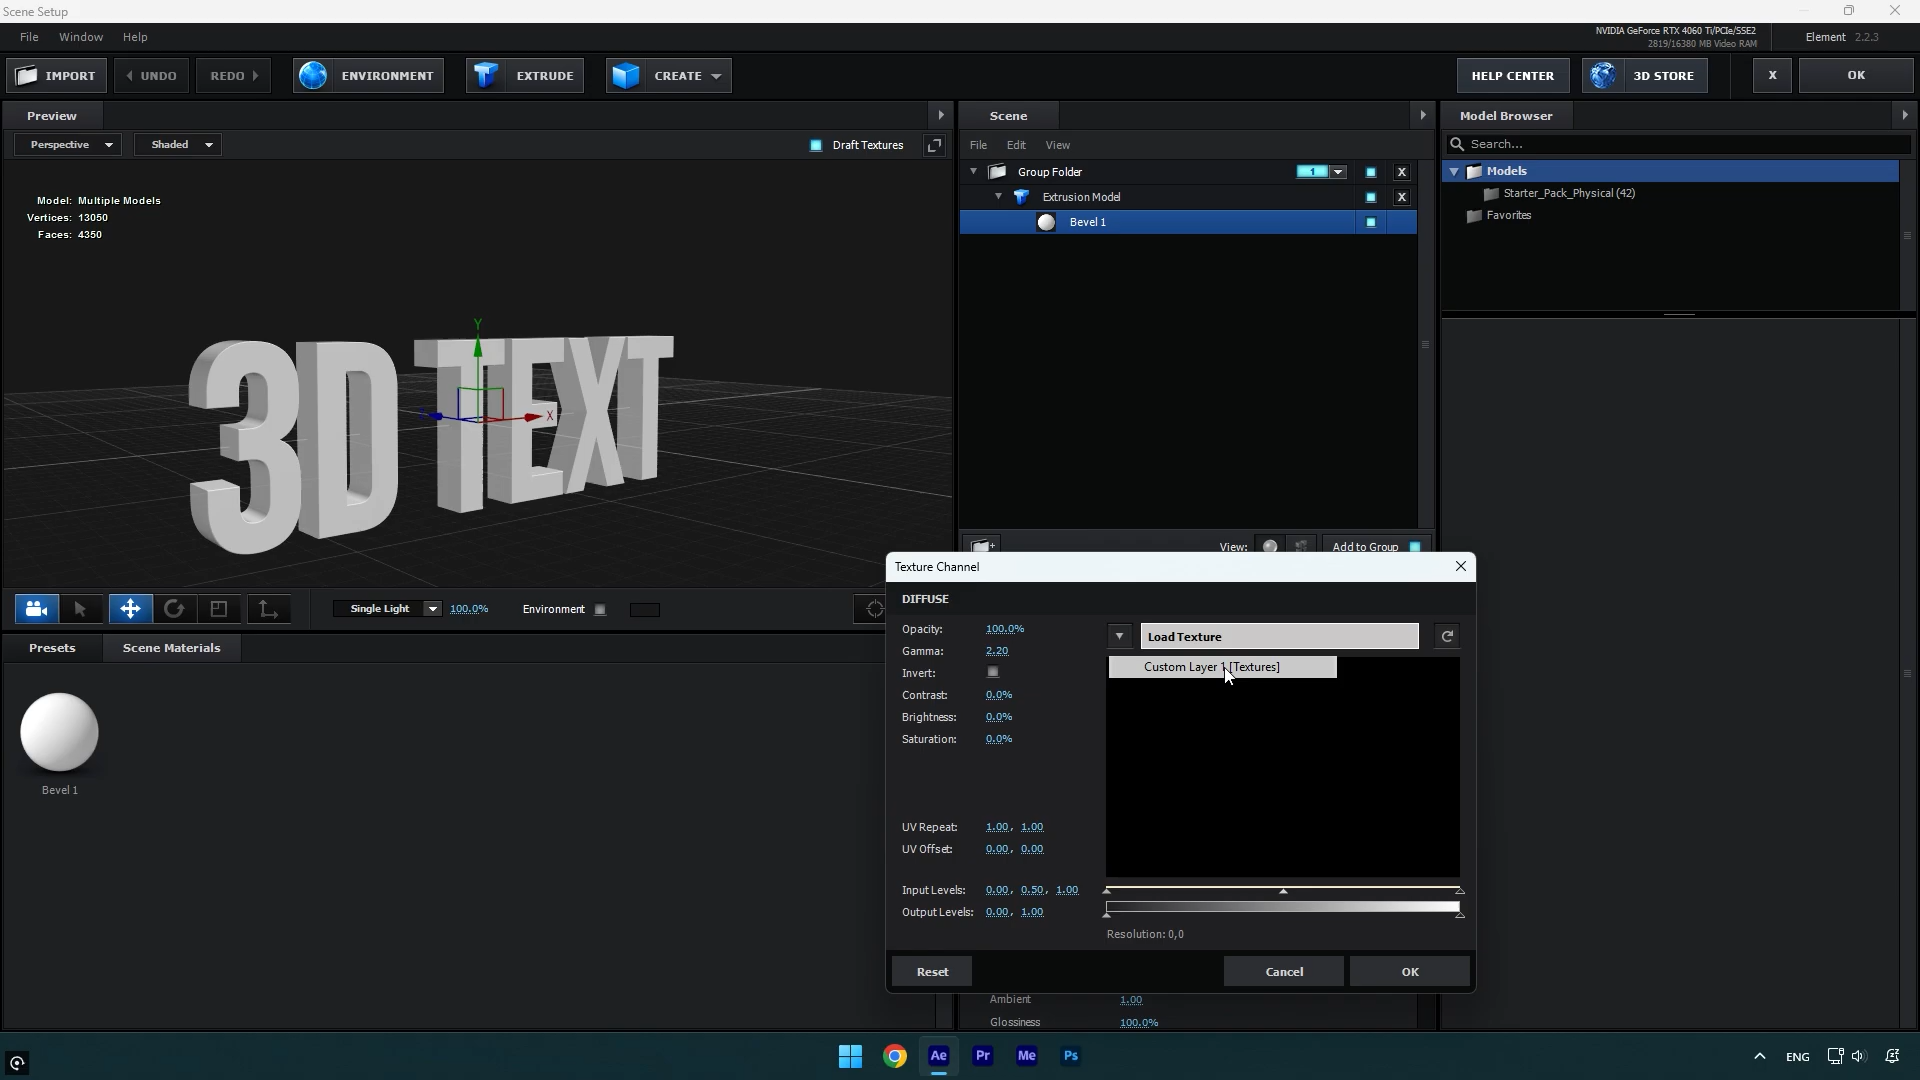 Scene Setup
File Window Help
NVIDIA GeForce RTX 4060 Ti/PCIe/SSE2
2819/16380 MB Video RAM
Element 2.2.3
IMPORT UNDO REDO ENVIRONMENT EXTRUDE CREATE HELP CENTER 3D STORE X OK
Preview
Perspective Shaded Draft Textures
Model: Multiple Models
Vertices: 13050
Faces: 4350
3D TEXT
Y
X
Single Light 100.0% Environment
Presets Scene Materials
Bevel 1
Scene
File Edit View
Group Folder 1 X
Extrusion Model X
Bevel 1
View: Add to Group
Model Browser
Search...
Models
Starter_Pack_Physical (42)
Favorites
Texture Channel
DIFFUSE
Opacity: 100.0%
Gamma: 2.20
Invert:
Contrast: 0.0%
Brightness: 0.0%
Saturation: 0.0%
UV Repeat: 1.00, 1.00
UV Offset: 0.00, 0.00
Input Levels: 0.00, 0.50, 1.00
Output Levels: 0.00, 1.00
Load Texture
Custom Layer 1 [Textures]
Resolution: 0,0
Reset Cancel OK
Ambient 1.00
Glossiness 100.0%
Ae Pr Me Ps
ENG